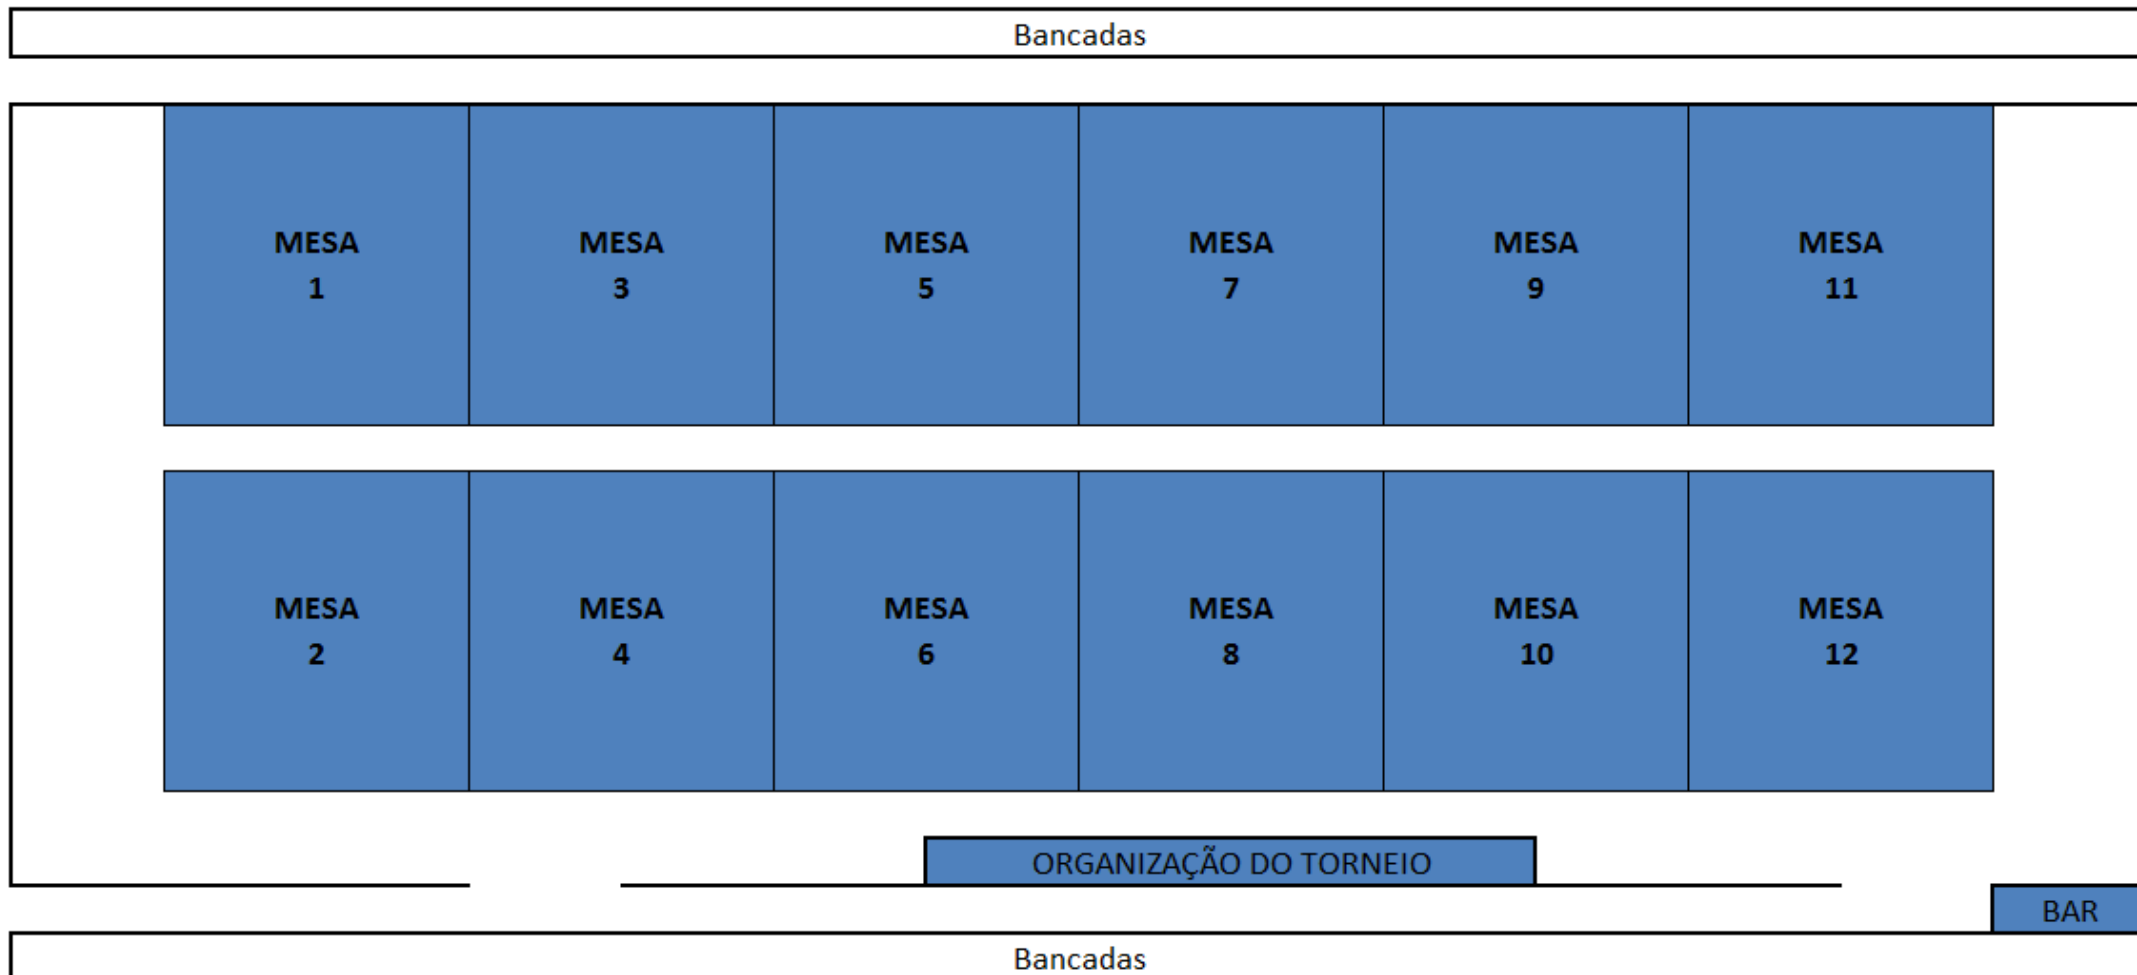 Bancadas
MESA
1
MESA
3
MESA
5
MESA
7
MESA
9
MESA
11
MESA
2
MESA
4
MESA
6
MESA
8
MESA
10
MESA
12
ORGANIZAÇÃO DO TORNEIO
BAR
Bancadas